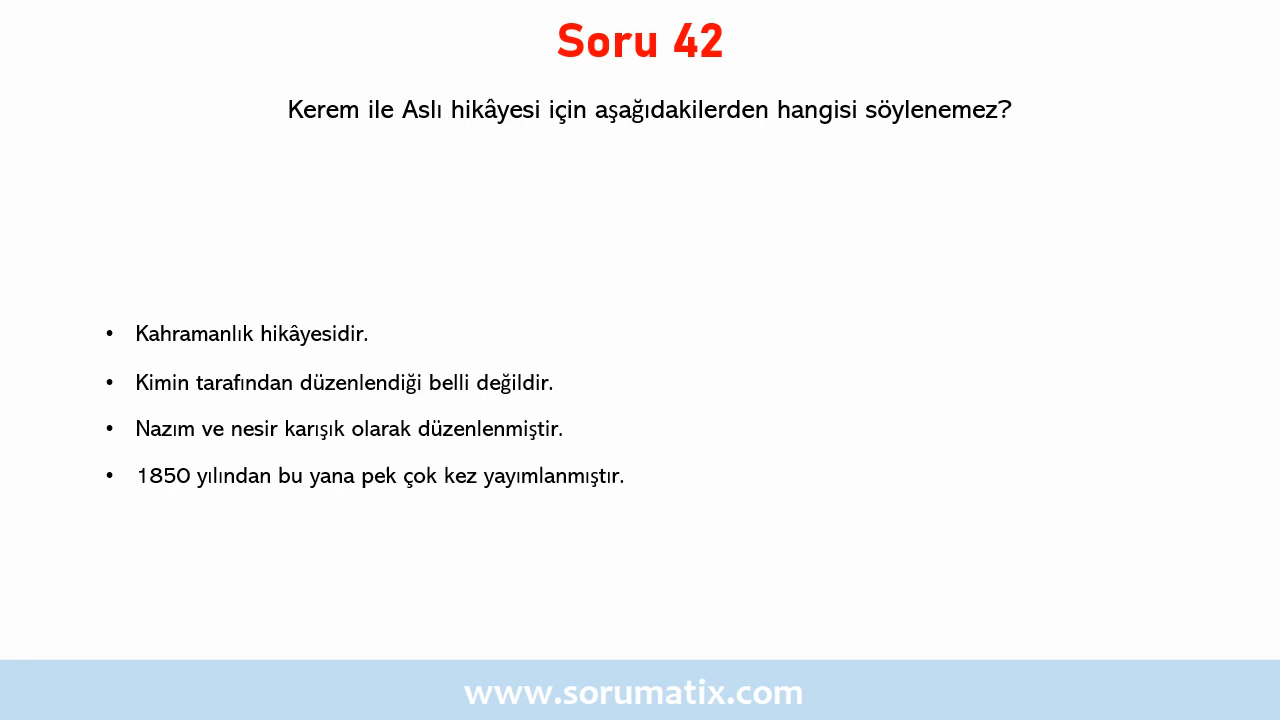 Soru 42
Kerem ile Aslı hikâyesi için aşağıdakilerden hangisi söylenemez?
• Kahramanlık hikâyesidir.
• Kimin tarafından düzenlendiği belli değildir.
• Nazım ve nesir karışık olarak düzenlenmiştir.
• 1850 yılından bu yana pek çok kez yayımlanmıştır.
www.sorumatix.com